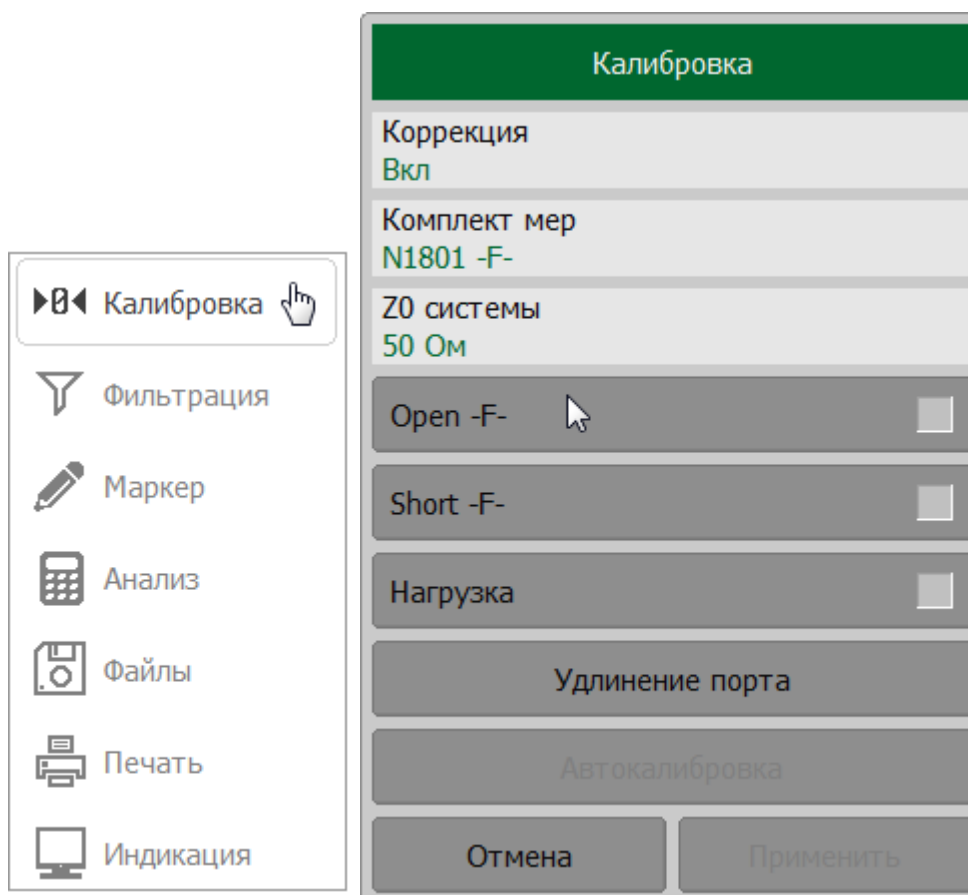 Калибровка
Фильтрация
Маркер
Анализ
Файлы
Печать
Индикация
Калибровка
Коррекция
Вкл
Комплект мер
N1801 -F-
Z0 системы
50 Ом
Open -F-
Short -F-
Нагрузка
Удлинение порта
Автокалибровка
Отмена
Применить